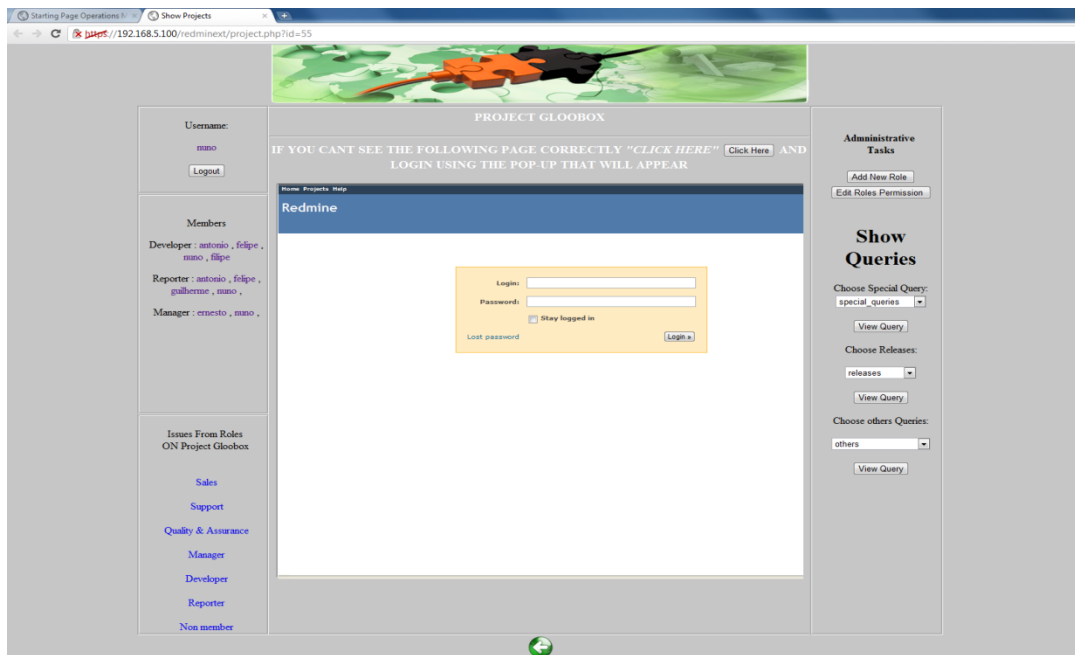 Starting Page Operations M
Show Projects
https://192.168.5.100/redminext/project.php?id=55
Username:
nuno
Logout
Members
Developer : antonio , felipe ,
nuno , filipe
Reporter : antonio , felipe ,
guilherme , nuno ,
Manager : ernesto , nuno ,
Issues From Roles
ON Project Gloobox
Sales
Support
Quality & Assurance
Manager
Developer
Reporter
Non member
PROJECT GLOOBOX
IF YOU CANT SEE THE FOLLOWING PAGE CORRECTLY "CLICK HERE" Click Here AND
LOGIN USING THE POP-UP THAT WILL APPEAR
Home Projects Help
Redmine
Login:
Password:
Stay logged in
Lost password
Login »
Admninistrative
Tasks
Add New Role
Edit Roles Permission
Show
Queries
Choose Special Query:
special_queries
View Query
Choose Releases:
releases
View Query
Choose others Queries:
others
View Query